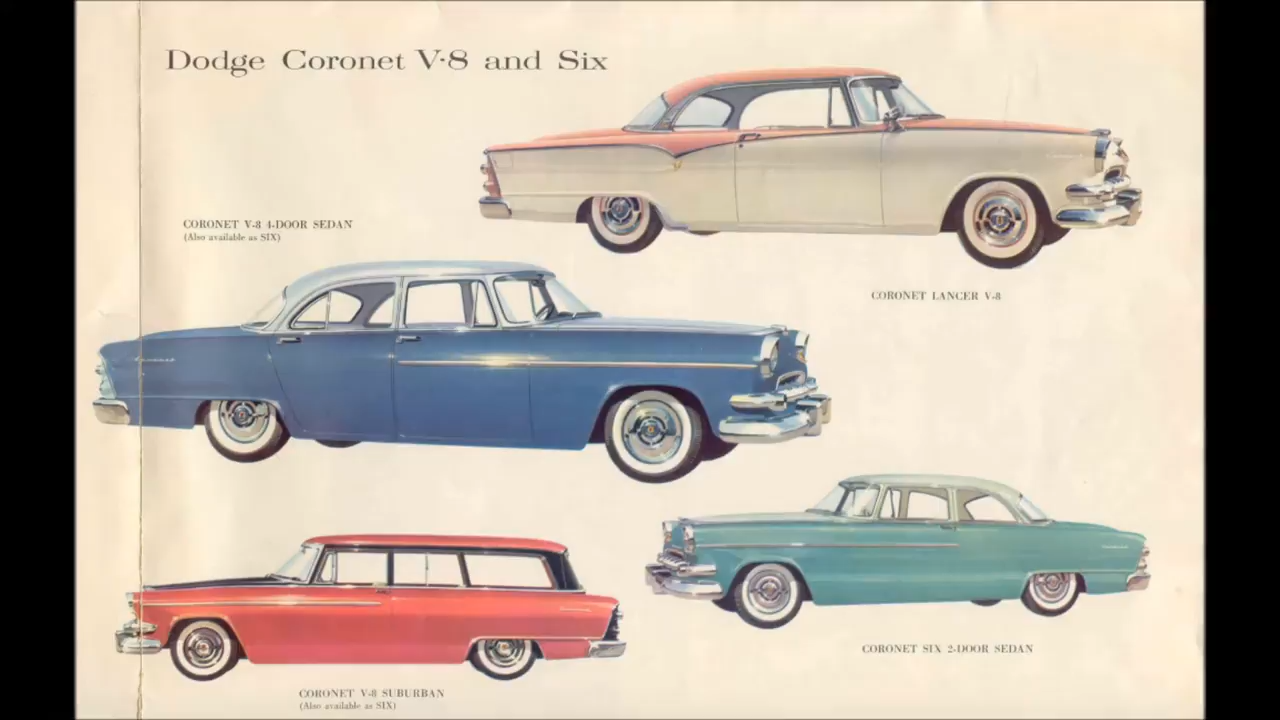 Dodge Coronet V-8 and Six
CORONET V-8 4-DOOR SEDAN
(Also available as SIX)
CORONET LANCER V-8
CORONET SIX 2-DOOR SEDAN
CORONET V-8 SUBURBAN
(Also available as SIX)